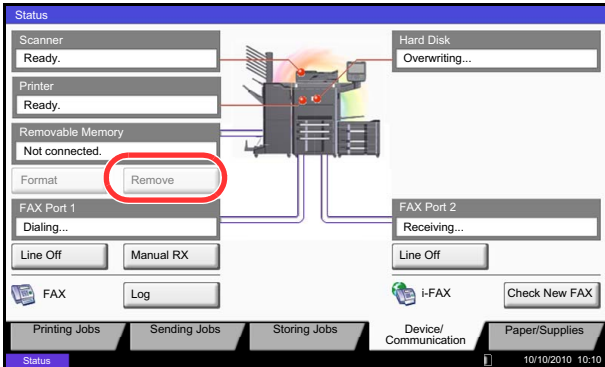 Status
Scanner
Ready.
Hard Disk
Overwriting...
Printer
Ready.
Removable Memory
Not connected.
Format
Remove
FAX Port 1
Dialing...
FAX Port 2
Receiving...
Line Off
Manual RX
Line Off
FAX
Log
i-FAX
Check New FAX
Printing Jobs
Sending Jobs
Storing Jobs
Device/
Communication
Paper/Supplies
Status
10/10/2010 10:10